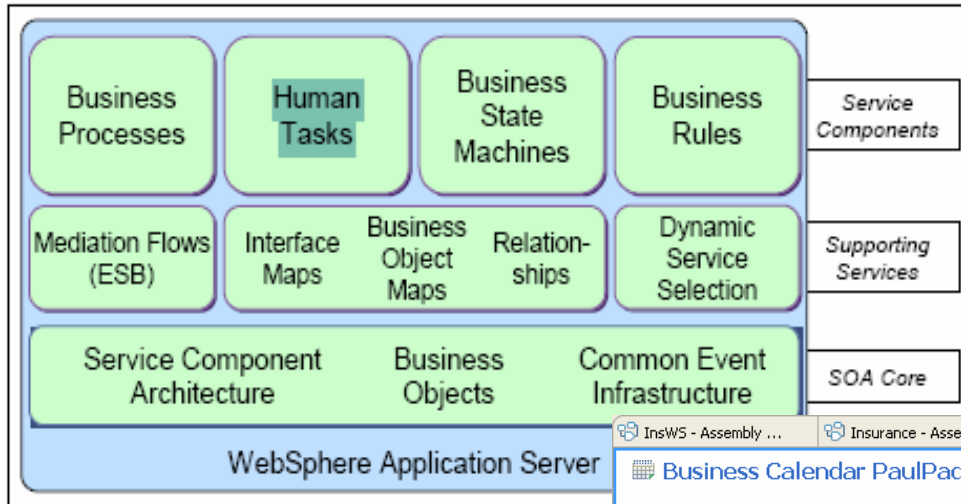 Business
Processes
Human
Tasks
Business
State
Machines
Business
Rules
Service
Components
Mediation Flows
(ESB)
Interface
Maps
Business
Object
Maps
Relation-
ships
Dynamic
Service
Selection
Supporting
Services
Service Component
Architecture
Business
Objects
Common Event
Infrastructure
SOA Core
WebSphere Application Server
InsWS - Assembly ...
Insurance - Asse
Business Calendar PaulPac